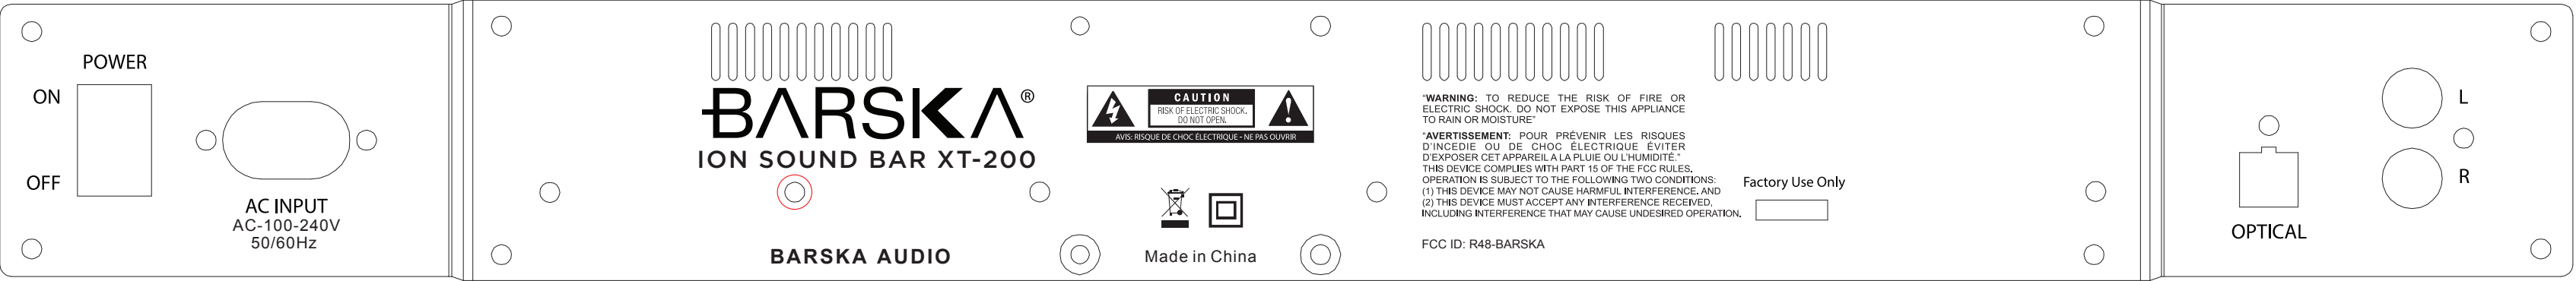 POWER
ON
OFF
AC INPUT
AC-100-240V
50/60Hz
BARSKA®
ION SOUND BAR XT-200
BARSKA AUDIO
CAUTION
RISK OF ELECTRIC SHOCK.
DO NOT OPEN.
AVIS: RISQUE DE CHOC ÉLECTRIQUE - NE PAS OUVRIR
Made in China
"WARNING: TO REDUCE THE RISK OF FIRE OR
ELECTRIC SHOCK. DO NOT EXPOSE THIS APPLIANCE
TO RAIN OR MOISTURE"
"AVERTISSEMENT: POUR PRÉVENIR LES RISQUES
D'INCEDIE OU DE CHOC ÉLECTRIQUE ÉVITER
D'EXPOSER CET APPAREIL A LA PLUIE OU L'HUMIDITÉ."
THIS DEVICE COMPLIES WITH PART 15 OF THE FCC RULES.
OPERATION IS SUBJECT TO THE FOLLOWING TWO CONDITIONS:
(1) THIS DEVICE MAY NOT CAUSE HARMFUL INTERFERENCE. AND
(2) THIS DEVICE MUST ACCEPT ANY INTERFERENCE RECEIVED,
INCLUDING INTERFERENCE THAT MAY CAUSE UNDESIRED OPERATION.
FCC ID: R48-BARSKA
Factory Use Only
OPTICAL
L
R